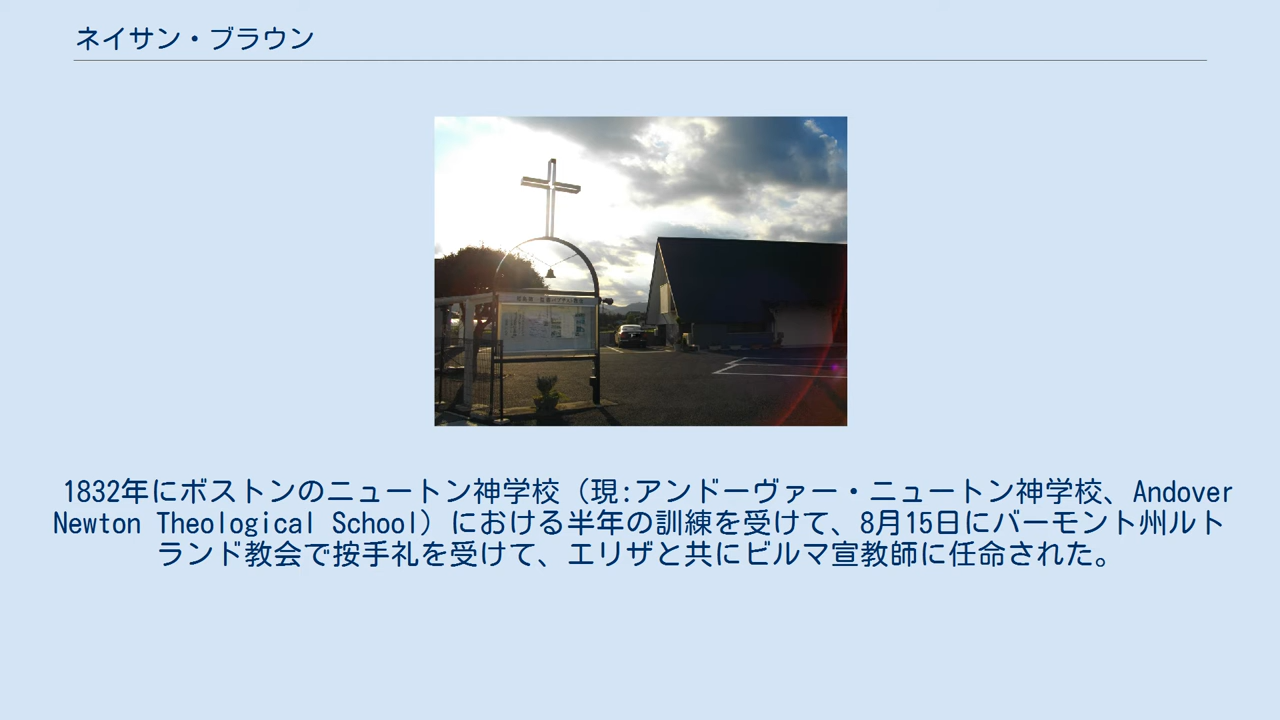 ネイサン・ブラウン
1832年にボストンのニュートン神学校（現:アンドーヴァー・ニュートン神学校、Andover
Newton Theological School）における半年の訓練を受けて、8月15日にバーモント州ルト
ランド教会で按手礼を受けて、エリザと共にビルマ宣教師に任命された。